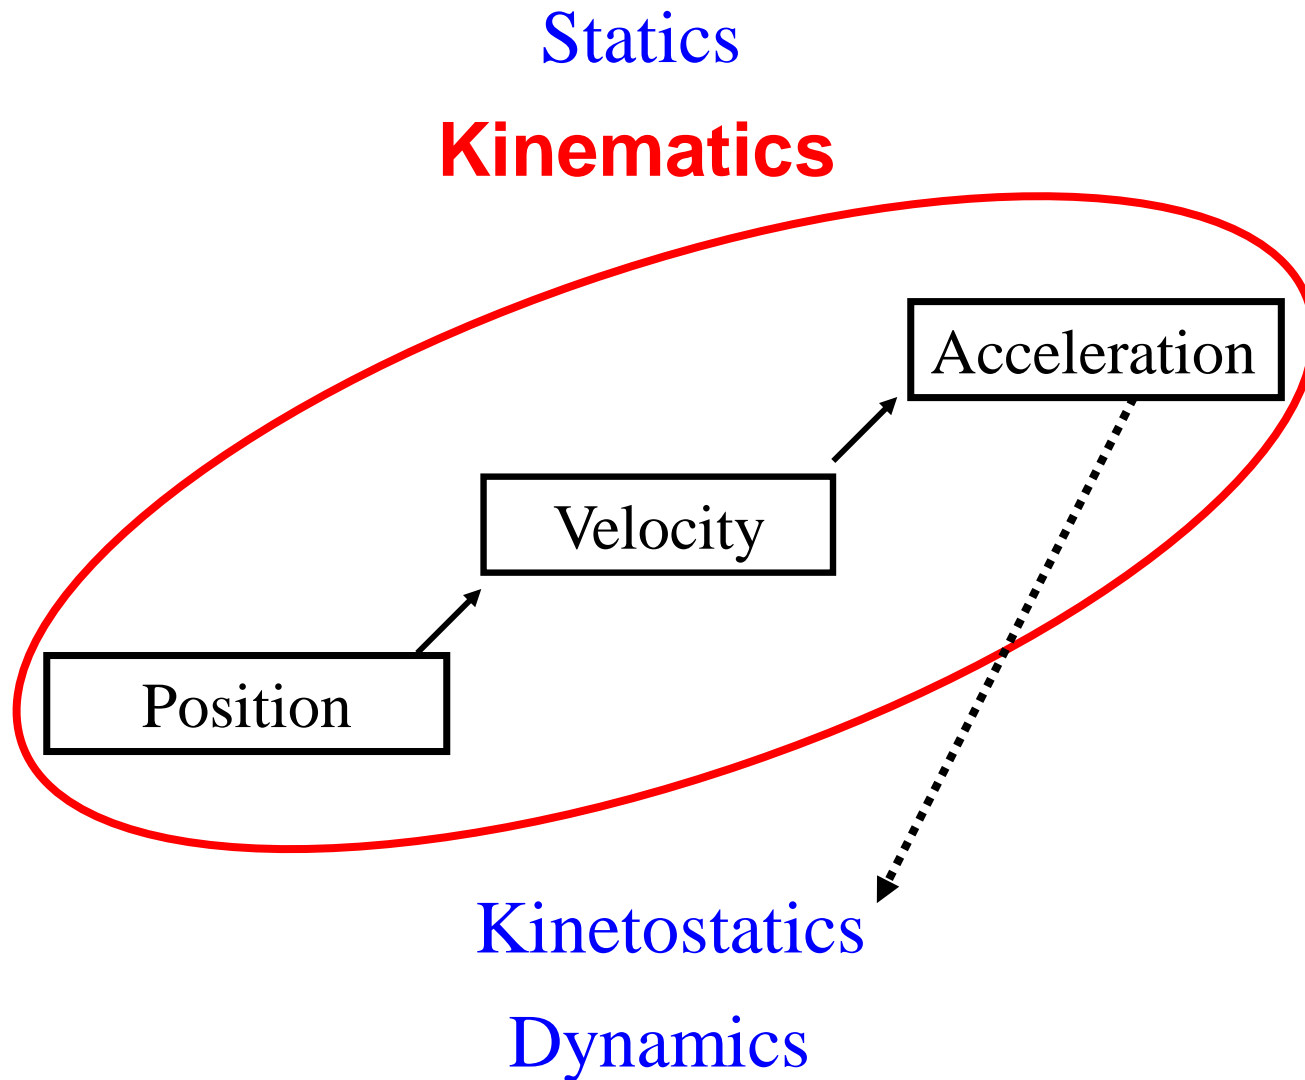 Statics
Kinematics
Acceleration
Velocity
Position
Kinetostatics
Dynamics